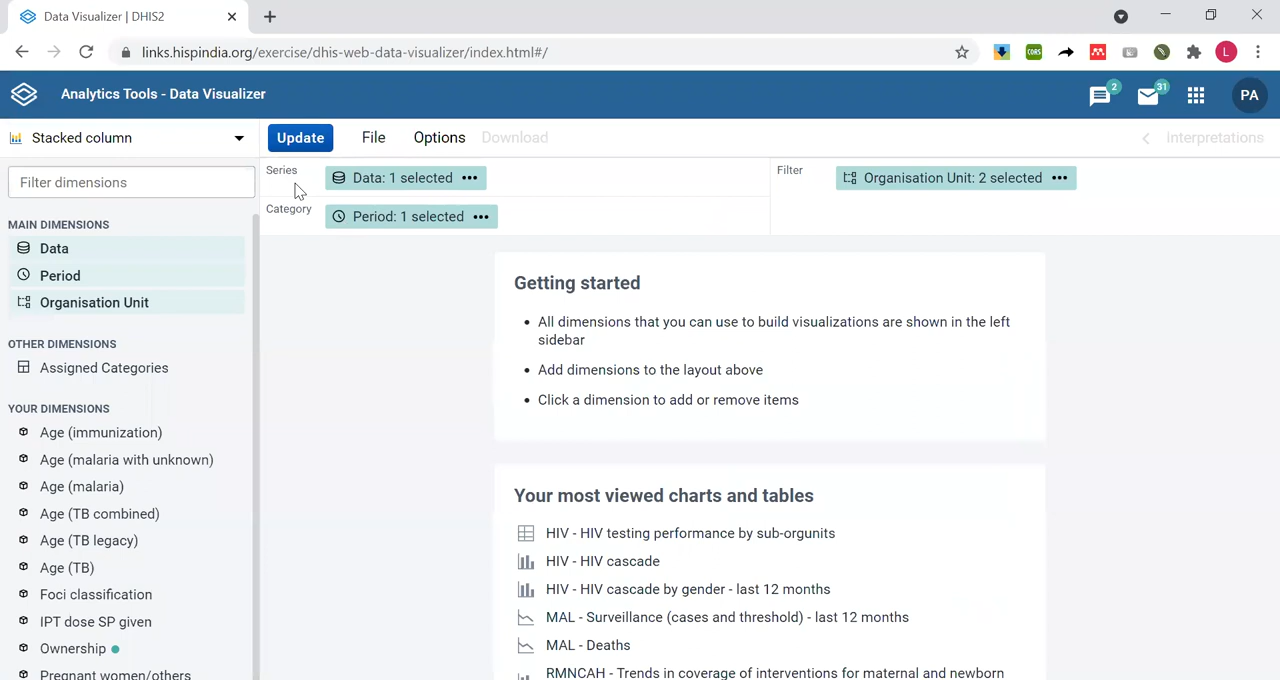 Data Visualizer | DHIS2
links.hispindia.org/exercise/dhis-web-data-visualizer/index.html#/
CORS
L
Analytics Tools - Data Visualizer
2
31
PA
Stacked column
Update
File
Options
Download
Interpretations
Filter dimensions
Series
Data: 1 selected
Filter
Organisation Unit: 2 selected
Category
Period: 1 selected
MAIN DIMENSIONS
Data
Period
Organisation Unit
OTHER DIMENSIONS
Assigned Categories
YOUR DIMENSIONS
Age (immunization)
Age (malaria with unknown)
Age (malaria)
Age (TB combined)
Age (TB legacy)
Age (TB)
Foci classification
IPT dose SP given
Ownership
Pregnant women/others
Getting started
All dimensions that you can use to build visualizations are shown in the left
sidebar
Add dimensions to the layout above
Click a dimension to add or remove items
Your most viewed charts and tables
HIV - HIV testing performance by sub-orgunits
HIV - HIV cascade
HIV - HIV cascade by gender - last 12 months
MAL - Surveillance (cases and threshold) - last 12 months
MAL - Deaths
RMNCAH - Trends in coverage of interventions for maternal and newborn